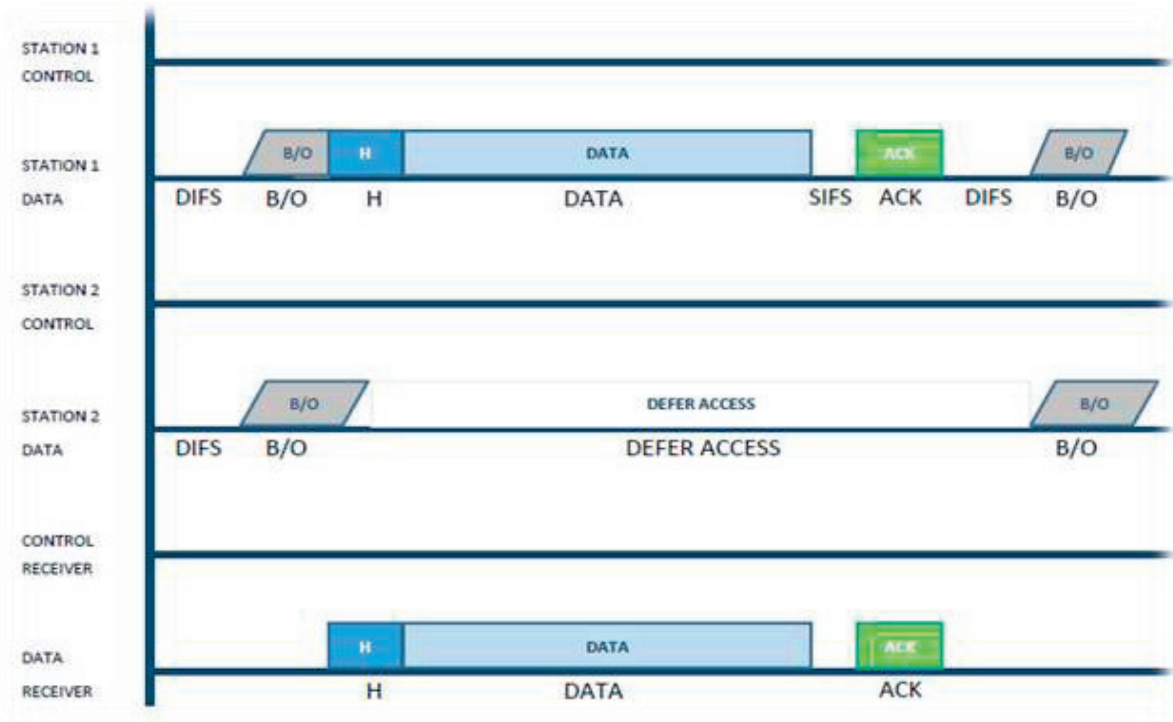 STATION 1
CONTROL
B/O H DATA ACK B/O
STATION 1
DATA DIFS B/O H DATA SIFS ACK DIFS B/O
STATION 2
CONTROL
B/O DEFER ACCESS B/O
STATION 2
DATA DIFS B/O DEFER ACCESS B/O
CONTROL
RECEIVER
H DATA ACK
DATA
RECEIVER H DATA ACK